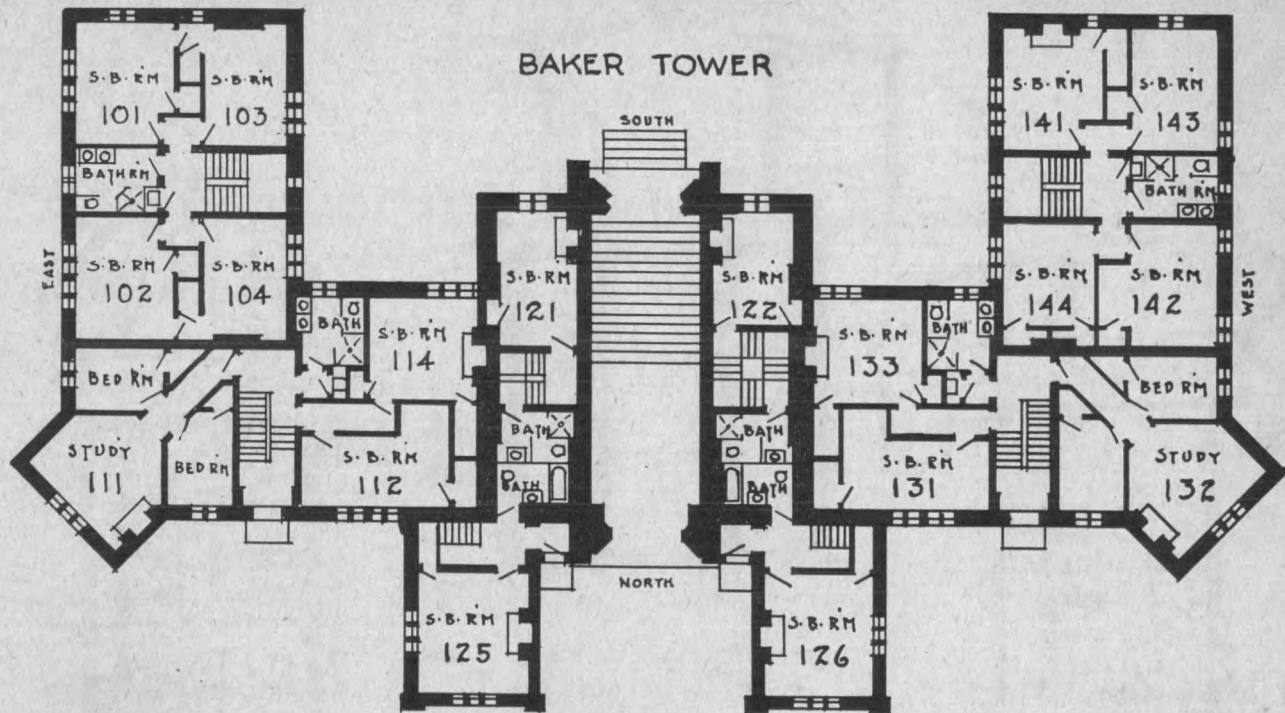 BAKER TOWER
SOUTH
NORTH
EAST
WEST
S.B. RM
101
S.B. RM
103
BATH RM
S.B. RM
102
S.B. RM
104
BED RM
STUDY
111
BED RM
BATH
S.B. RM
114
S.B. RM
112
S.B. RM
121
BATH
BATH
S.B. RM
125
S.B. RM
122
BATH
BATH
S.B. RM
126
S.B. RM
133
BATH
S.B. RM
131
S.B. RM
141
S.B. RM
143
BATH RM
S.B. RM
144
S.B. RM
142
BED RM
STUDY
132